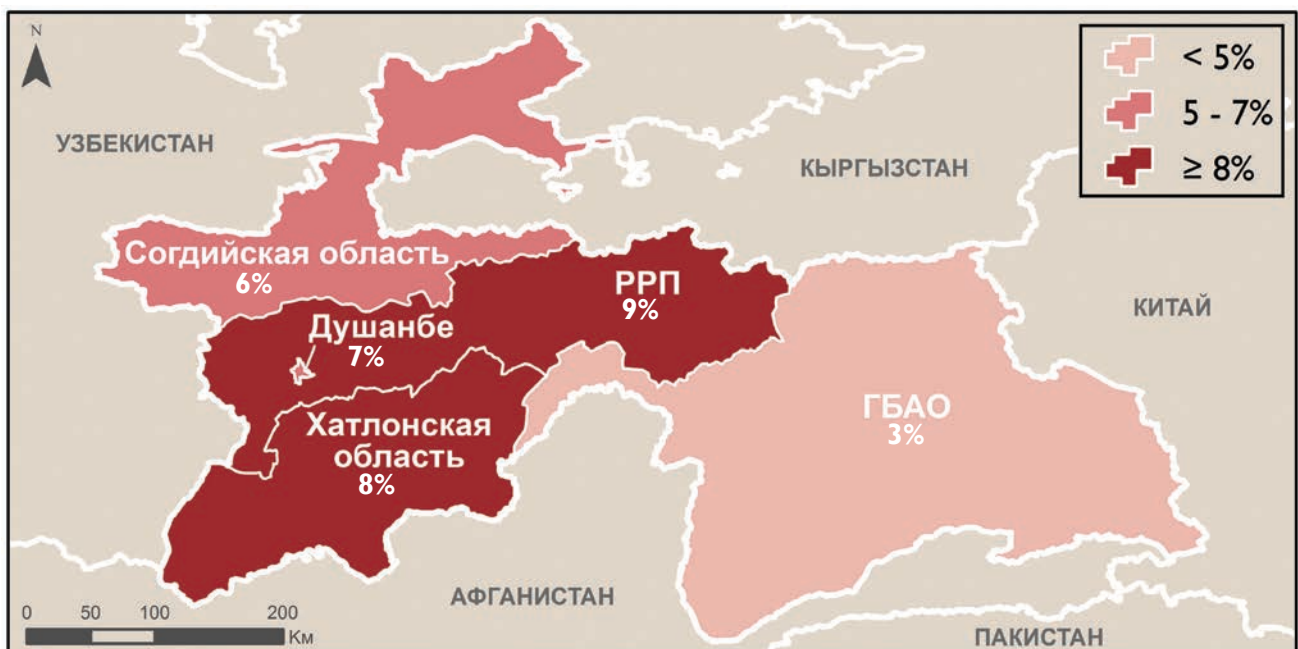 N
< 5%
5 - 7%
≥ 8%
УЗБЕКИСТАН
КЫРГЫЗСТАН
Согдийская область
6%
РРП
9%
КИТАЙ
Душанбе
7%
ГБАО
3%
Хатлонская
область
8%
АФГАНИСТАН
0 50 100 200
Км
ПАКИСТАН